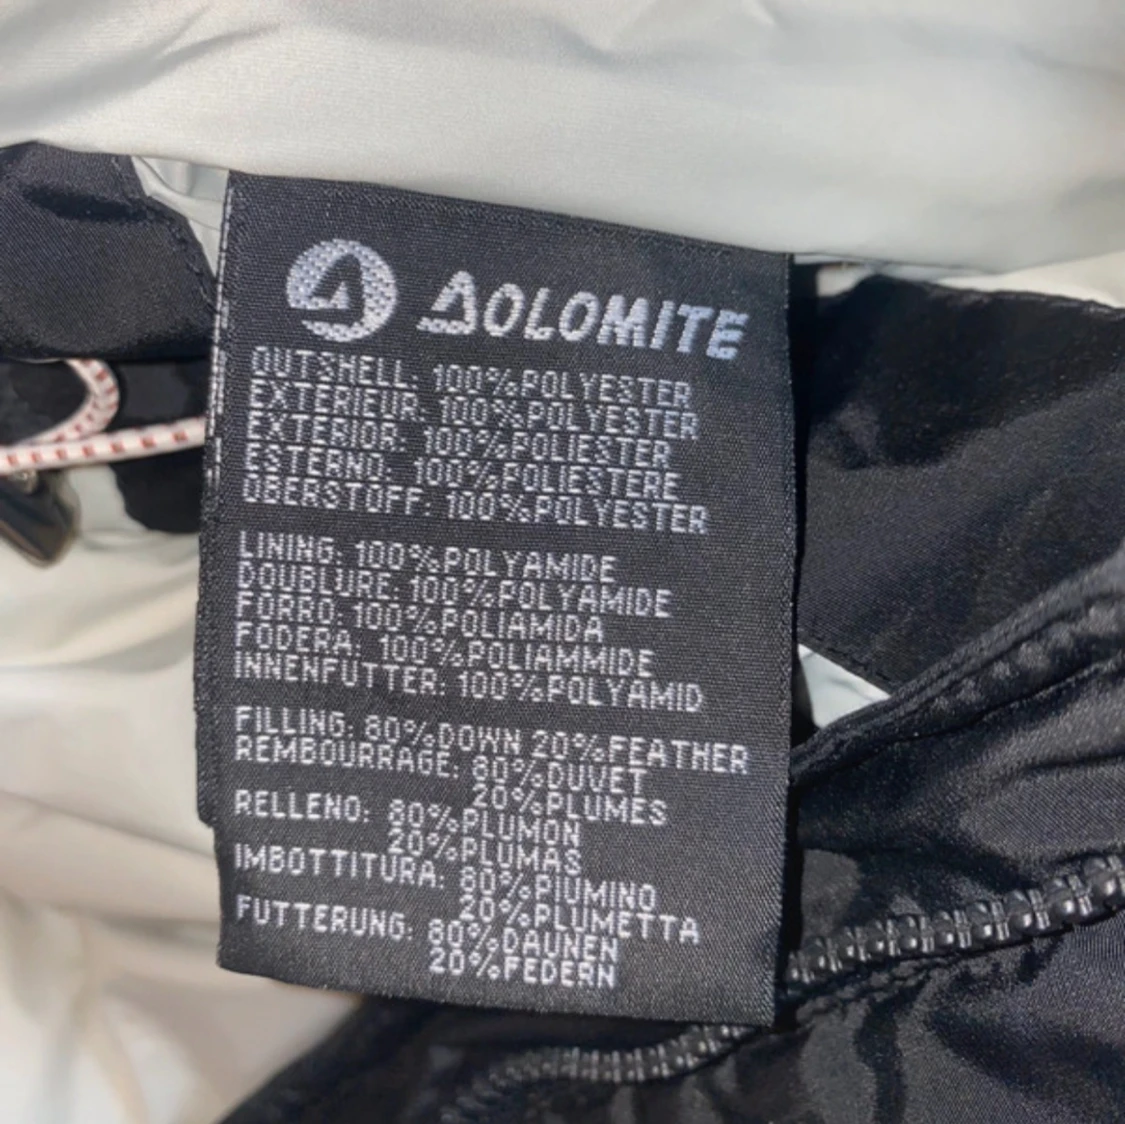 DOLOMITE
OUTSHELL: 100%POLYESTER
EXTERIEUR: 100%POLYESTER
EXTERIOR: 100%POLIESTER
ESTERNO: 100%POLIESTERE
OBERSTOFF: 100%POLYESTER
LINING: 100%POLYAMIDE
DOUBLURE: 100%POLYAMIDE
FORRO: 100%POLIAMIDA
FODERA: 100%POLIAMMIDE
INNENFUTTER: 100%POLYAMID
FILLING: 80%DOWN 20%FEATHER
REMBOURRAGE: 80%DUVET
20%PLUMES
RELLENO: 80%PLUMON
20%PLUMAS
IMBOTTITURA: 80%PIUMINO
20%PLUMETTA
FUTTERUNG: 80%DAUNEN
20%FEDERN